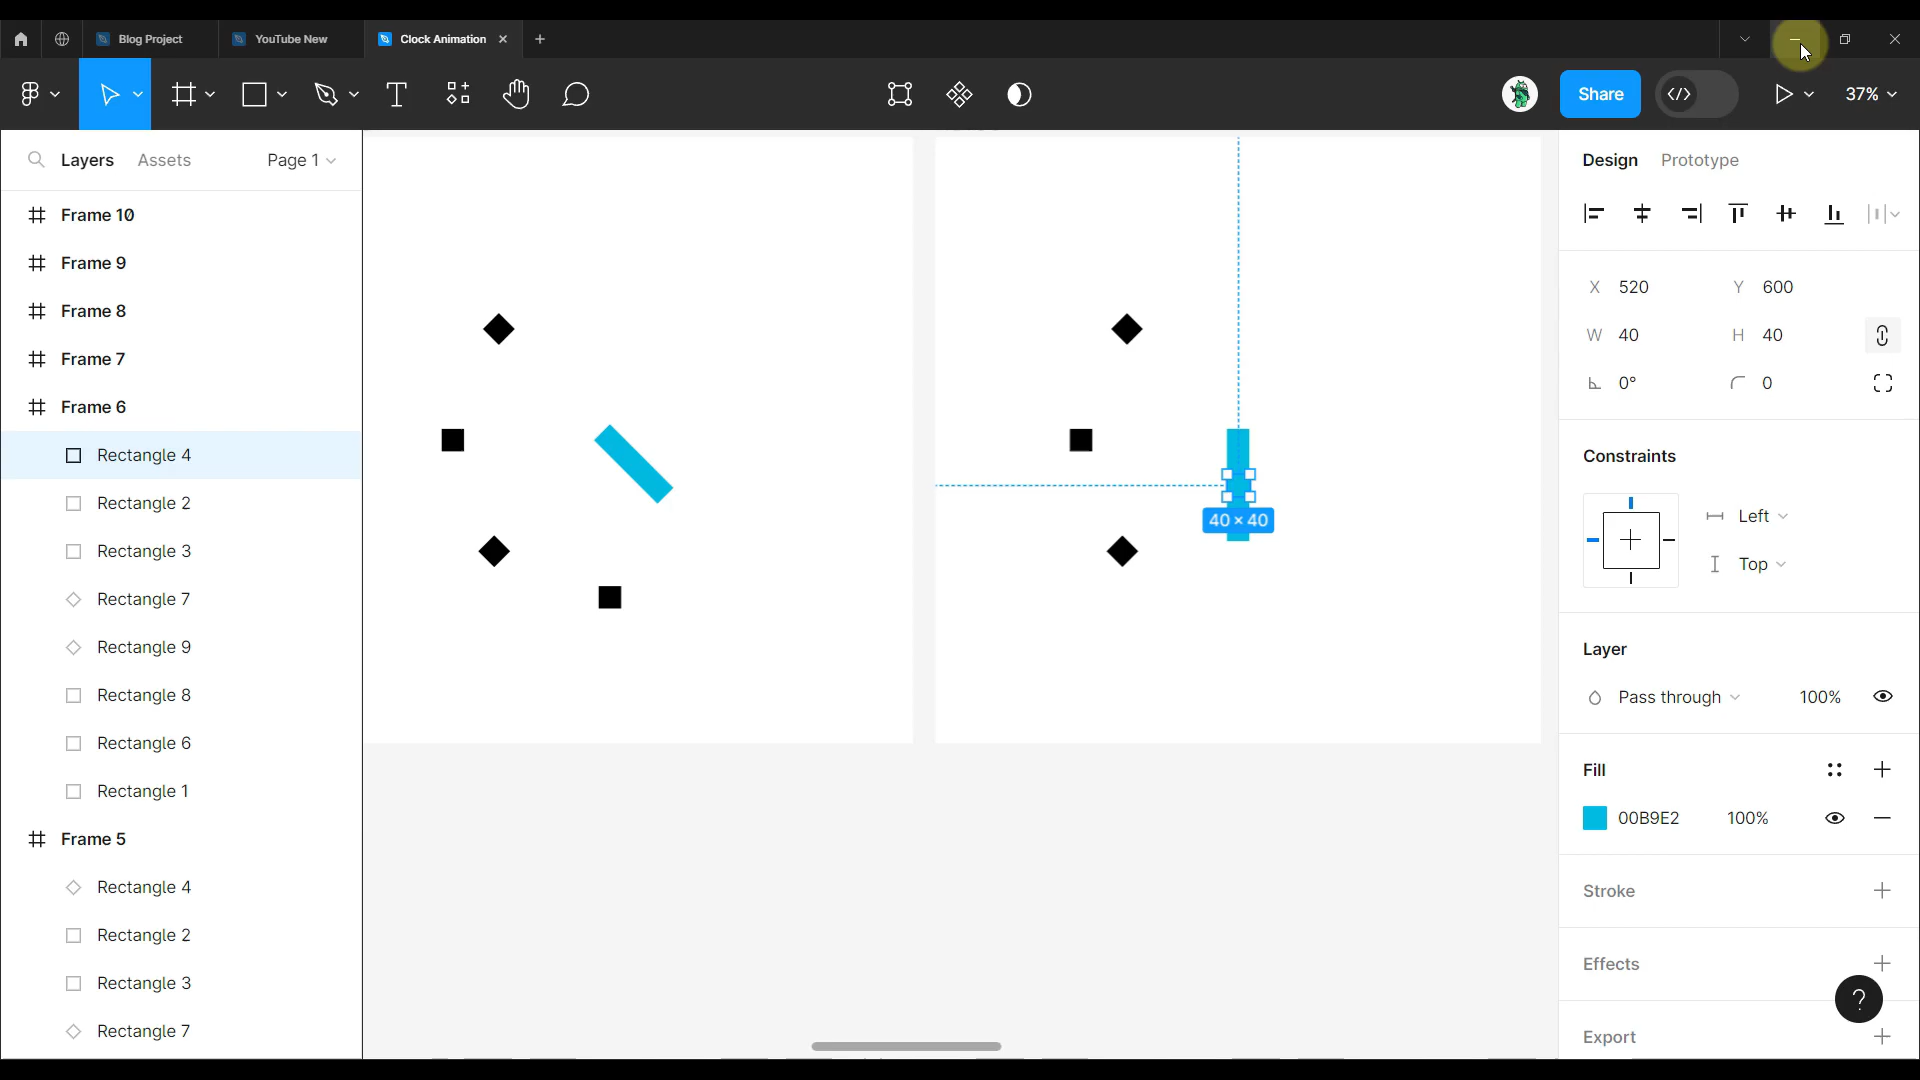 Blog Project
YouTube New
Clock Animation
Share
37%
Layers
Assets
Page 1
Frame 10
Frame 9
Frame 8
Frame 7
Frame 6
Rectangle 4
Rectangle 2
Rectangle 3
Rectangle 7
Rectangle 9
Rectangle 8
Rectangle 6
Rectangle 1
Frame 5
Rectangle 4
Rectangle 2
Rectangle 3
Rectangle 7
40 × 40
Design
Prototype
X 520
Y 600
W 40
H 40
0°
0
Constraints
Left
Top
Layer
Pass through
100%
Fill
00B9E2
100%
Stroke
Effects
?
Export